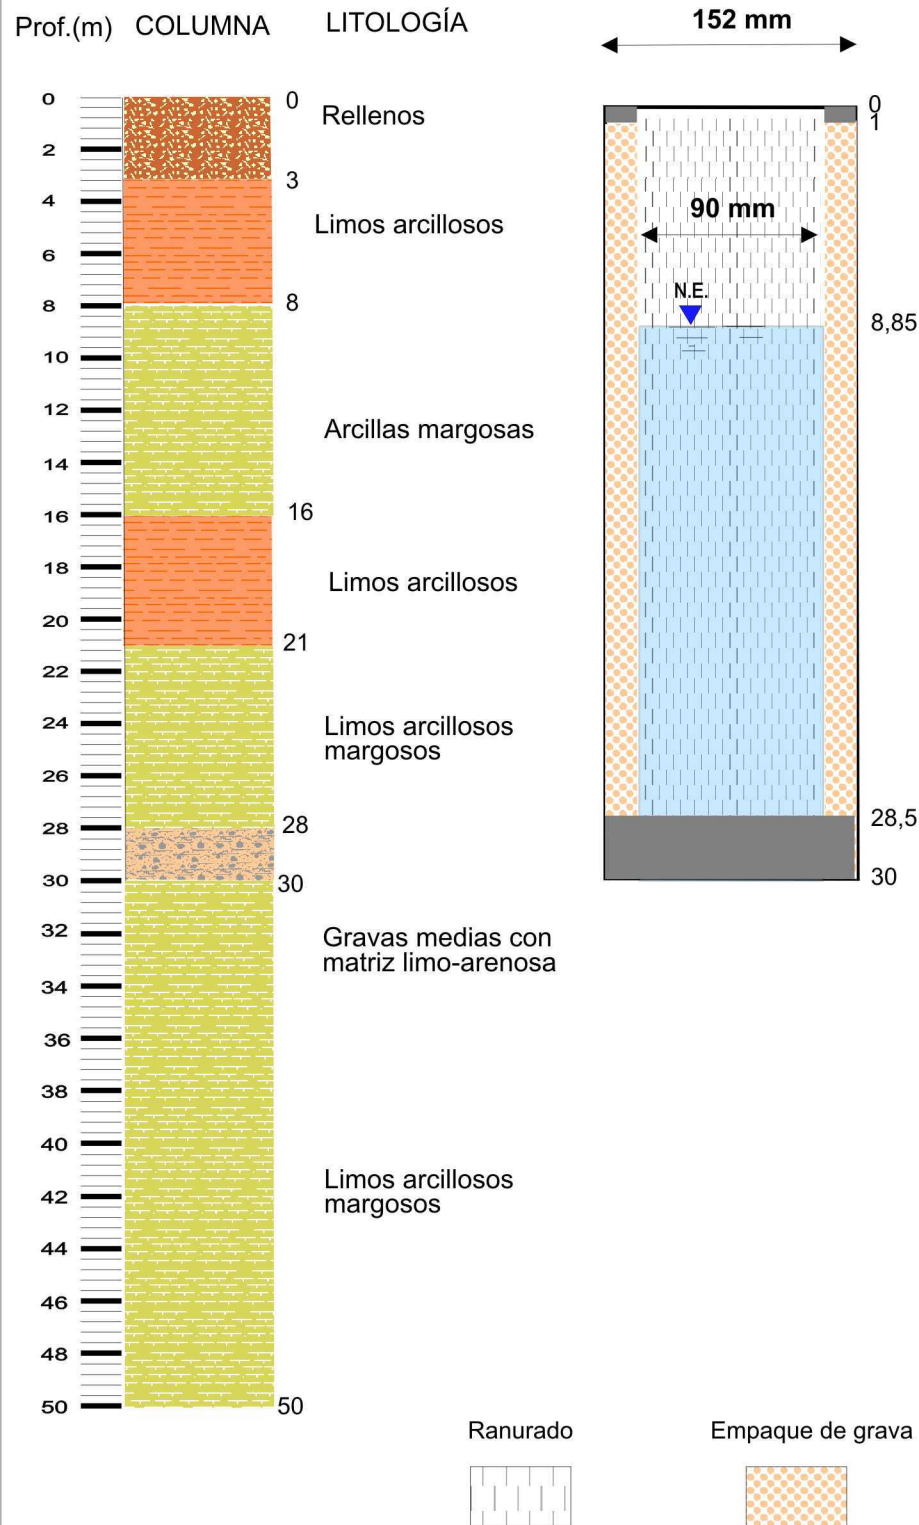 Prof.(m) COLUMNA LITOLOGÍA 152 mm
0 0 Rellenos 0
1
2
3
4 Limos arcillosos 90 mm
6
N.E.
8 8 8,85
10
12 Arcillas margosas
14
16 16
18 Limos arcillosos
20
21
22
24 Limos arcillosos
margosos
26
28 28 28,5
30 30 30
32 Gravas medias con
matriz limo-arenosa
34
36
38
40
42 Limos arcillosos
margosos
44
46
48
50 50
Ranurado Empaque de grava